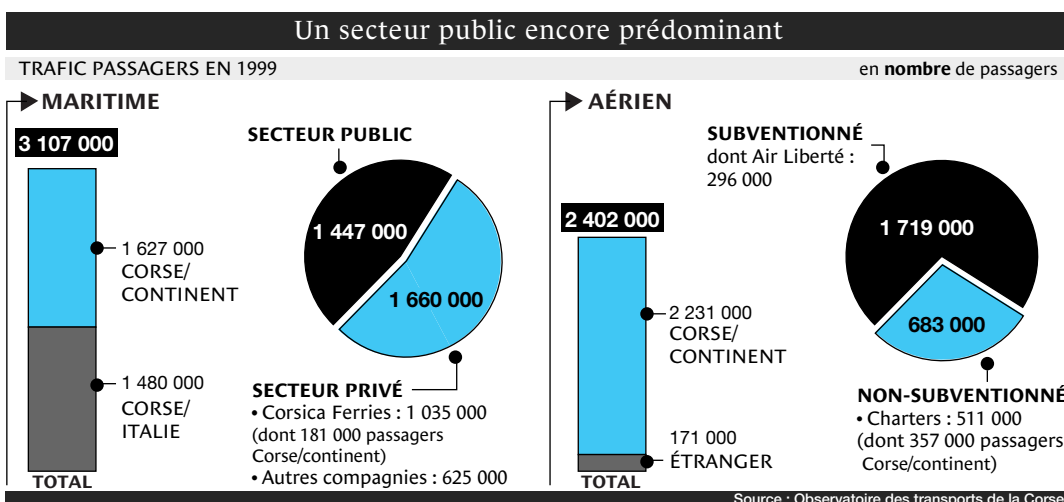 Un secteur public encore prédominant
TRAFIC PASSAGERS EN 1999
en nombre de passagers
MARITIME
3 107 000
1 627 000
CORSE/
CONTINENT
1 480 000
CORSE/
ITALIE
TOTAL
SECTEUR PUBLIC
1 447 000
1 660 000
SECTEUR PRIVÉ
• Corsica Ferries : 1 035 000
(dont 181 000 passagers
Corse/continent)
• Autres compagnies : 625 000
AÉRIEN
2 402 000
2 231 000
CORSE/
CONTINENT
171 000
ÉTRANGER
TOTAL
SUBVENTIONNÉ
dont Air Liberté :
296 000
1 719 000
683 000
NON-SUBVENTIONNÉ
• Charters : 511 000
(dont 357 000 passagers
Corse/continent)
Source : Observatoire des transports de la Corse